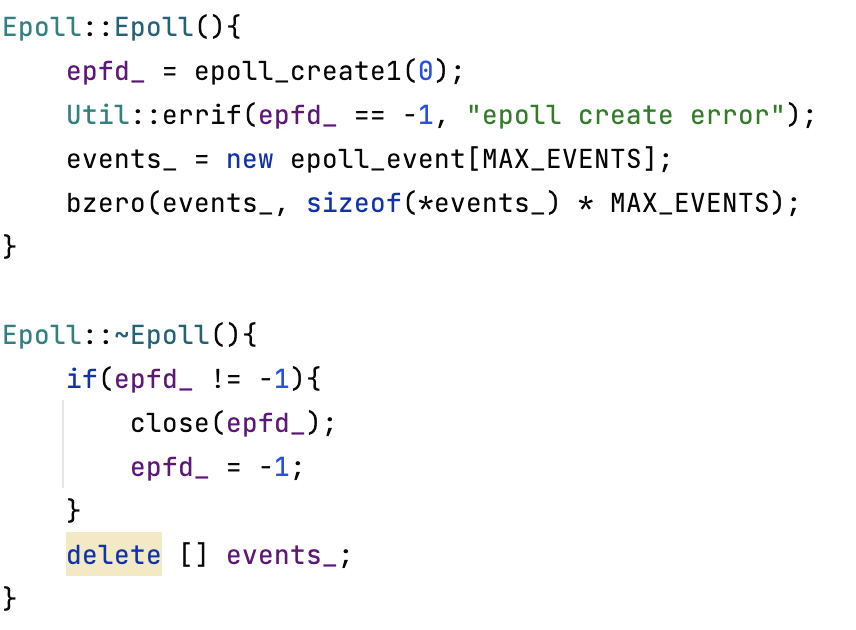 Epoll::Epoll(){
    epfd_ = epoll_create1(0);
    Util::errif(epfd_ == -1, "epoll create error");
    events_ = new epoll_event[MAX_EVENTS];
    bzero(events_, sizeof(*events_) * MAX_EVENTS);
}

Epoll::~Epoll(){
    if(epfd_ != -1){
        close(epfd_);
        epfd_ = -1;
    }
    delete [] events_;
}